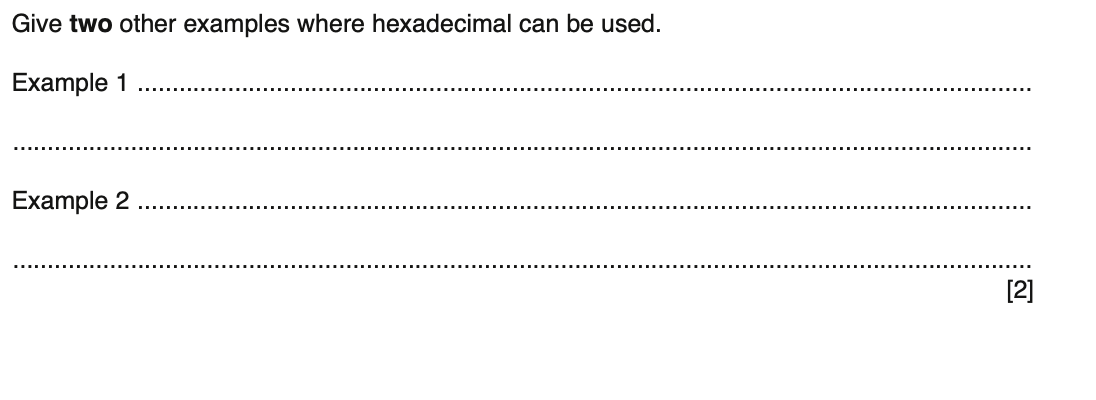 Give two other examples where hexadecimal can be used.
Example 1 ..................................................................................................................................
....................................................................................................................................................
Example 2 ..................................................................................................................................
....................................................................................................................................................
[2]